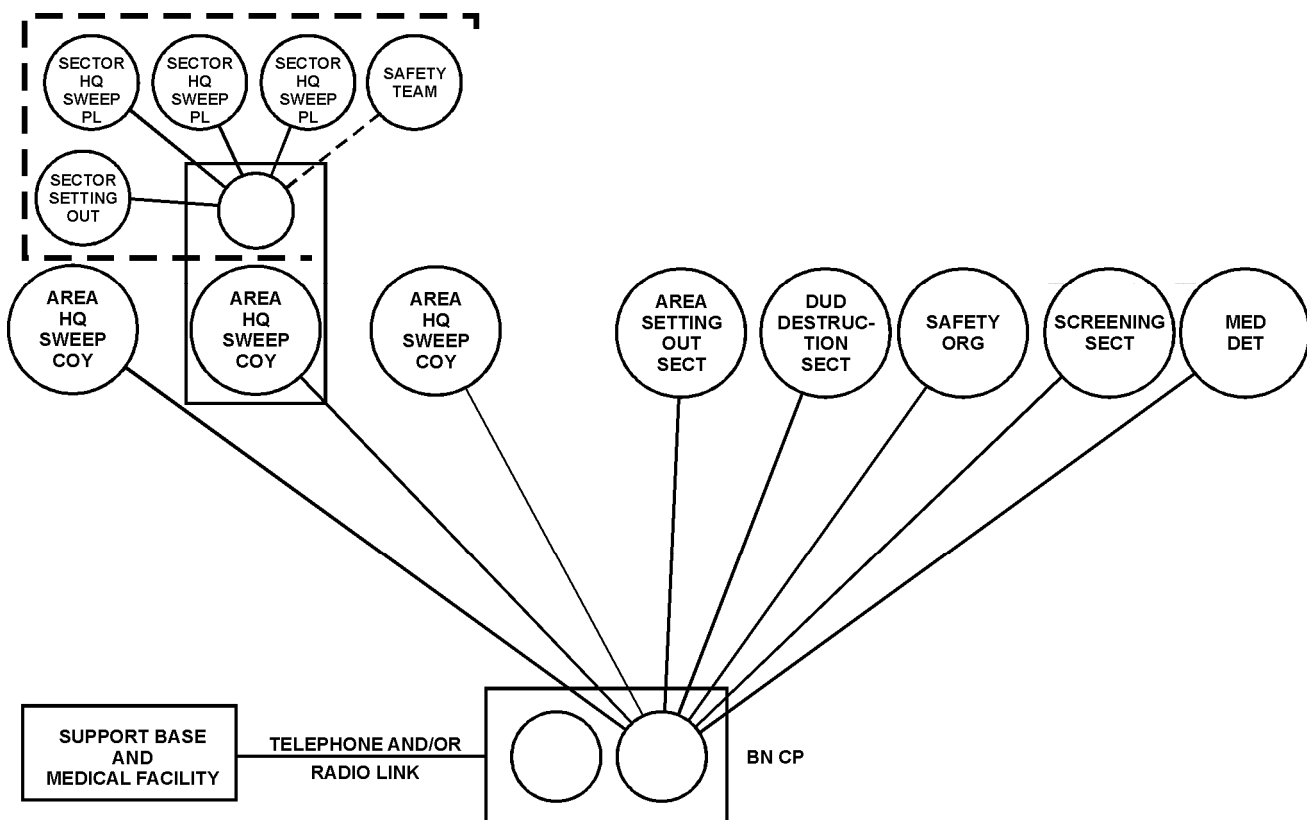 SECTOR
HQ
SWEEP
PL
SECTOR
HQ
SWEEP
PL
SECTOR
HQ
SWEEP
PL
SAFETY
TEAM
SECTOR
SETTING
OUT
AREA
HQ
SWEEP
COY
AREA
HQ
SWEEP
COY
AREA
HQ
SWEEP
COY
AREA
SETTING
OUT
SECT
DUD
DESTRUC-
TION
SECT
SAFETY
ORG
SCREENING
SECT
MED
DET
SUPPORT BASE
AND
MEDICAL FACILITY
TELEPHONE AND/OR
RADIO LINK
BN CP